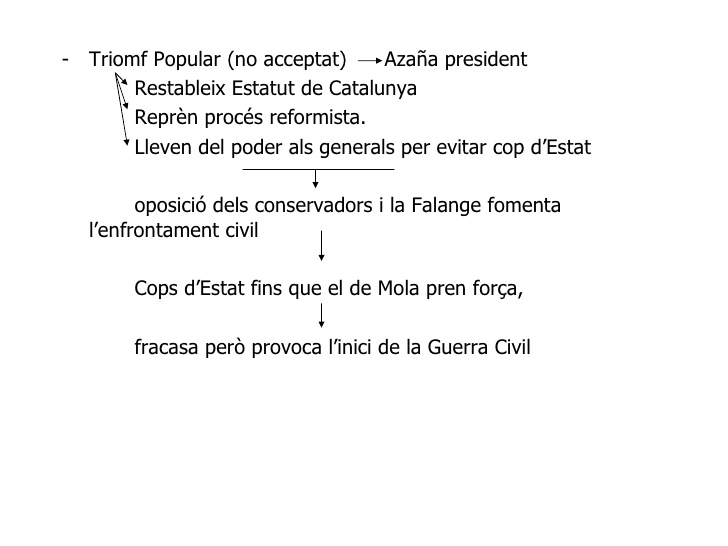 - Triomf Popular (no acceptat) Azaña president
Restableix Estatut de Catalunya
Reprèn procés reformista.
Lleven del poder als generals per evitar cop d’Estat
oposició dels conservadors i la Falange fomenta
l’enfrontament civil
Cops d’Estat fins que el de Mola pren força,
fracasa però provoca l’inici de la Guerra Civil